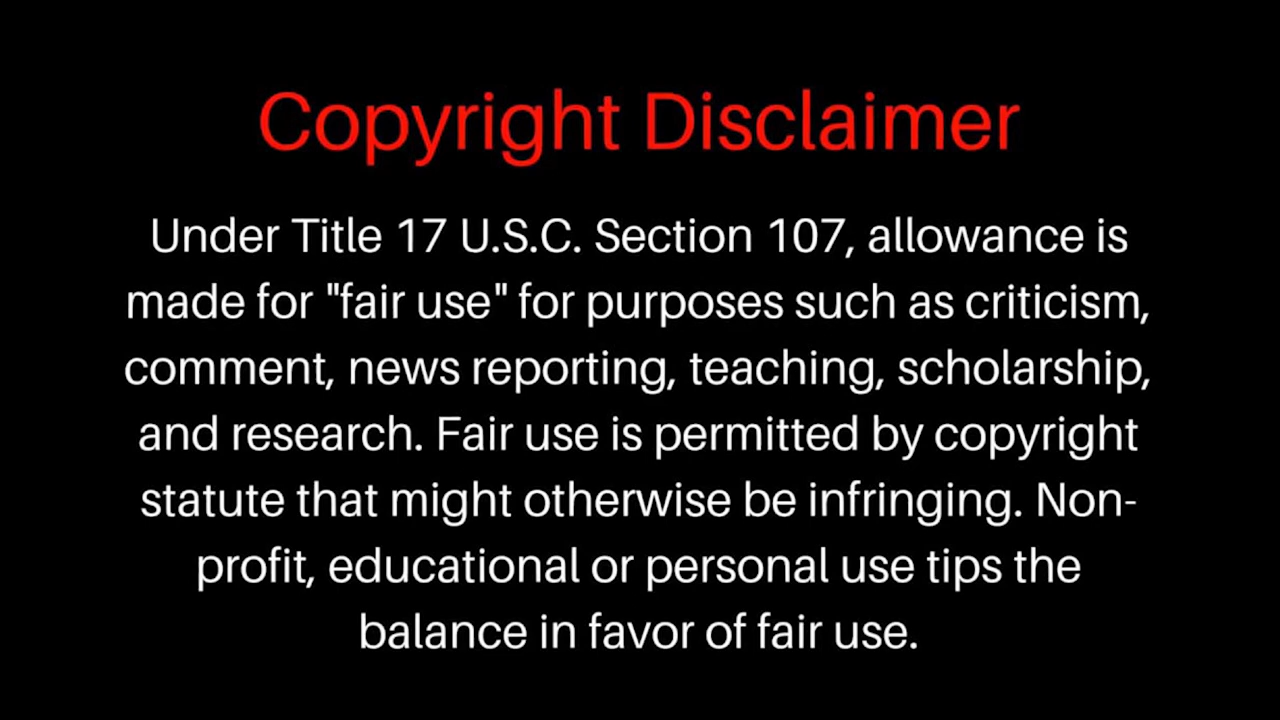 Copyright Disclaimer
Under Title 17 U.S.C. Section 107, allowance is
made for "fair use" for purposes such as criticism,
comment, news reporting, teaching, scholarship,
and research. Fair use is permitted by copyright
statute that might otherwise be infringing. Non-
profit, educational or personal use tips the
balance in favor of fair use.